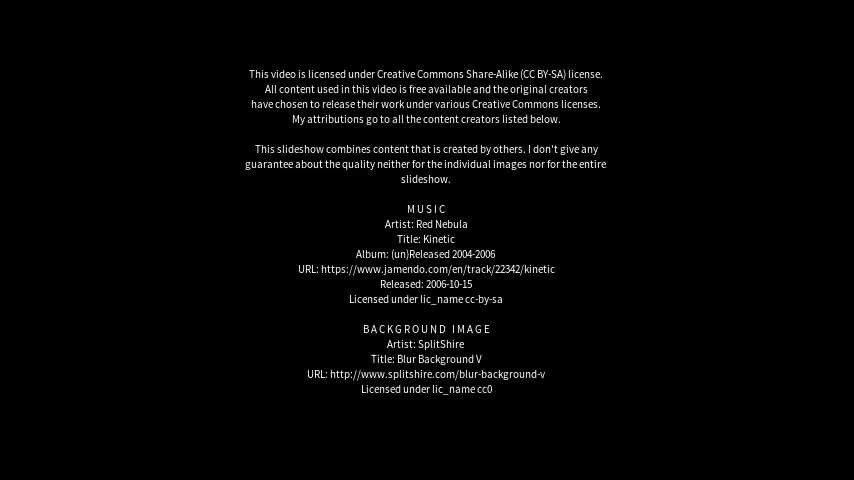 This video is licensed under Creative Commons Share-Alike (CC BY-SA) license.
All content used in this video is free available and the original creators
have chosen to release their work under various Creative Commons licenses.
My attributions go to all the content creators listed below.
This slideshow combines content that is created by others. I don't give any
guarantee about the quality neither for the individual images nor for the entire
slideshow.
MUSIC
Artist: Red Nebula
Title: Kinetic
Album: (un)Released 2004-2006
URL: https://www.jamendo.com/en/track/22342/kinetic
Released: 2006-10-15
Licensed under lic_name cc-by-sa
BACKGROUND IMAGE
Artist: SplitShire
Title: Blur Background V
URL: http://www.splitshire.com/blur-background-v
Licensed under lic_name cc0